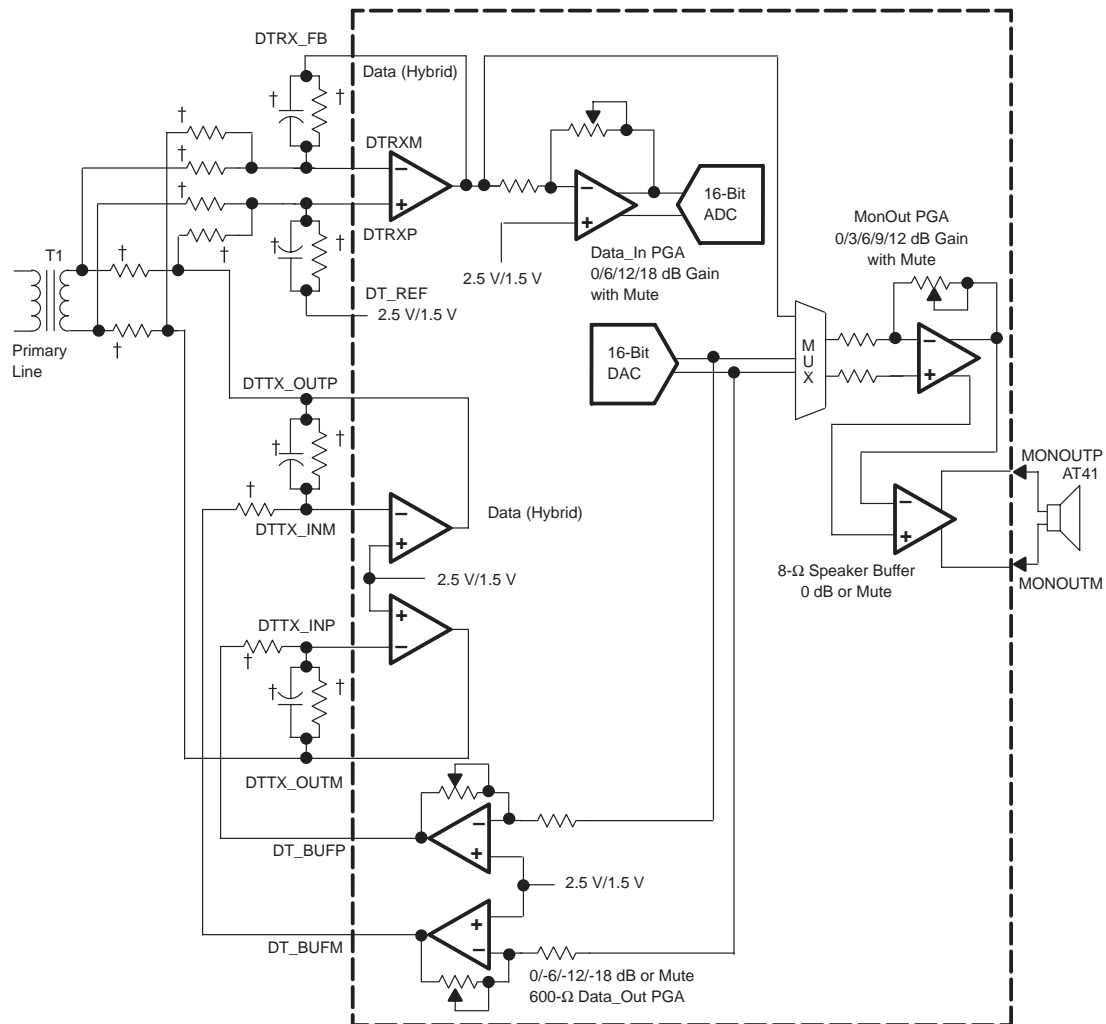 DTRX_FB
Data (Hybrid)
†
†
†
DTRXM
†
†
DTRXP
†
†
†
T1
†
DT_REF
2.5 V/1.5 V
Primary
Line
−
+
−
+
2.5 V/1.5 V
16-Bit
ADC
Data_In PGA
0/6/12/18 dB Gain
with Mute
MonOut PGA
0/3/6/9/12 dB Gain
with Mute
16-Bit
DAC
M
U
X
−
+
DTTX_OUTP
†
†
†
DTTX_INM
−
+
Data (Hybrid)
2.5 V/1.5 V
−
+
MONOUTP
AT41
MONOUTM
8-Ω Speaker Buffer
0 dB or Mute
DTTX_INP
+
−
†
†
†
DTTX_OUTM
−
+
DT_BUFP
2.5 V/1.5 V
+
−
DT_BUFM
0/-6/-12/-18 dB or Mute
600-Ω Data_Out PGA